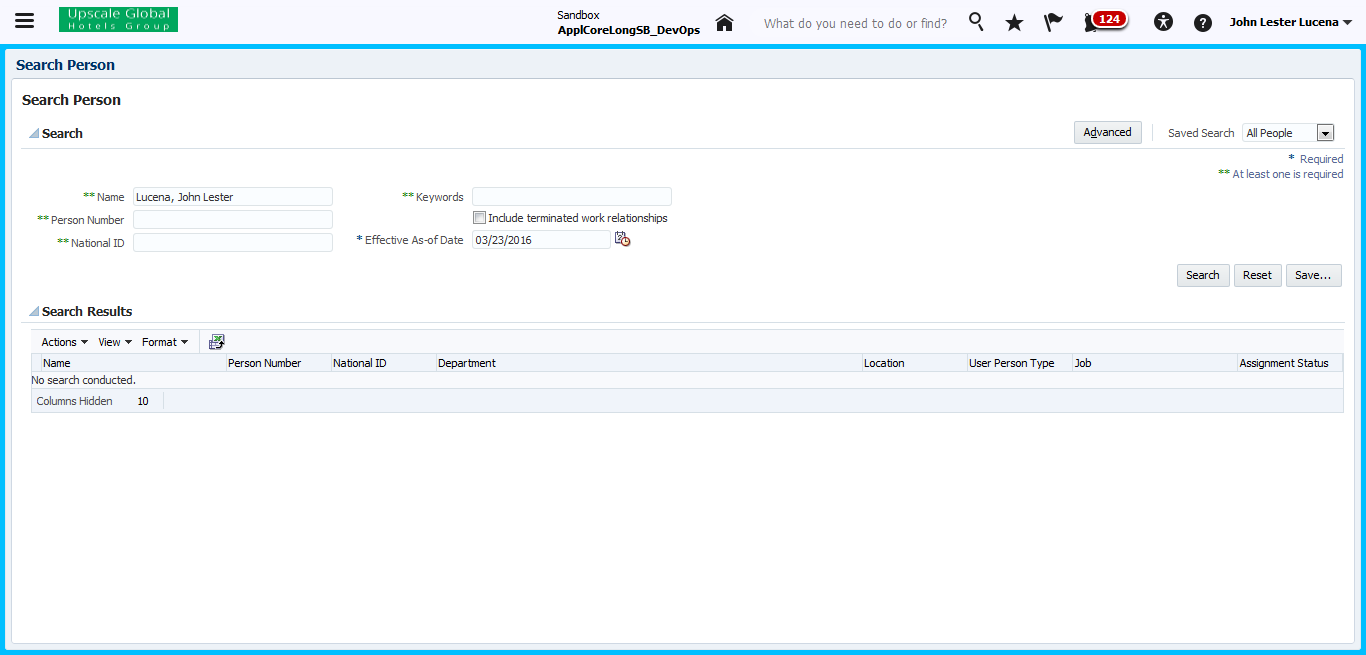 Upscale Global
Hotels Group
Sandbox
ApplCoreLongSB_DevOps
What do you need to do or find?
124
?
John Lester Lucena
Search Person
Search Person
Search
Advanced
Saved Search All People
* Required
** At least one is required
** Name Lucena, John Lester
** Keywords
** Person Number
Include terminated work relationships
** National ID
* Effective As-of Date 03/23/2016
Search Reset Save...
Search Results
Actions View Format
Name Person Number National ID Department Location User Person Type Job Assignment Status
No search conducted.
Columns Hidden 10